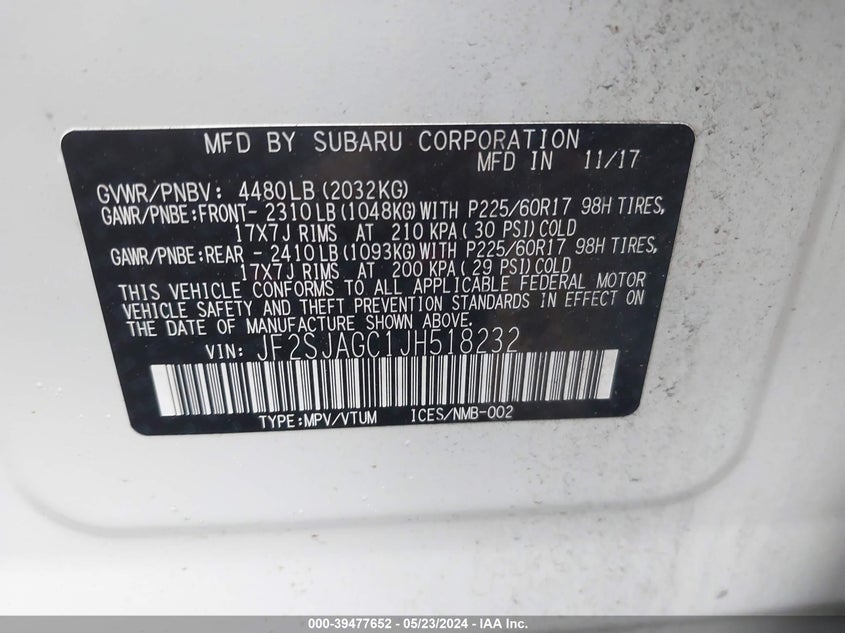 MFD BY SUBARU CORPORATION
MFD IN 11/17
GVWR/PNBV: 4480LB(2032KG)
GAWR/PNBE:FRONT- 2310LB(1048KG)WITH P225/60R17 98H TIRES,
17X7J RIMS AT 210 KPA( 30 PSI)COLD
GAWR/PNBE:REAR - 2410LB(1093KG)WITH P225/60R17 98H TIRES,
17X7J RIMS AT 200 KPA( 29 PSI)COLD
THIS VEHICLE CONFORMS TO ALL APPLICABLE FEDERAL MOTOR
VEHICLE SAFETY AND THEFT PREVENTION STANDARDS IN EFFECT ON
THE DATE OF MANUFACTURE SHOWN ABOVE.
VIN: JF2SJAGC1JH518232
TYPE:MPV/VTUM ICES/NMB-002
000-39477652 - 05/23/2024 - IAA Inc.